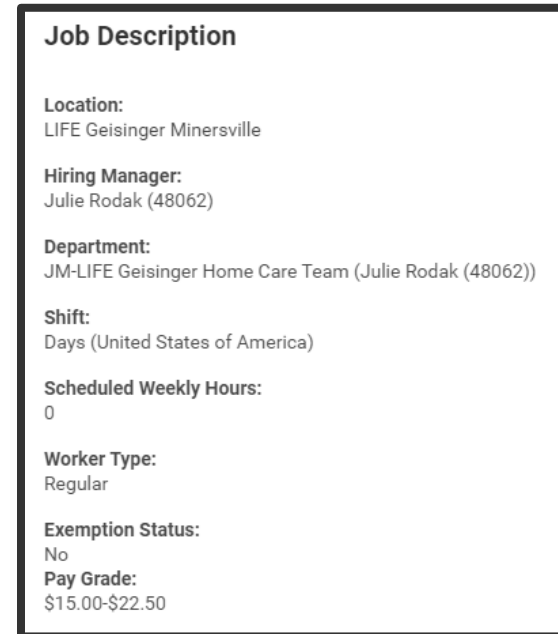 Job Description
Location:
LIFE Geisinger Minersville
Hiring Manager:
Julie Rodak (48062)
Department:
JM-LIFE Geisinger Home Care Team (Julie Rodak (48062))
Shift:
Days (United States of America)
Scheduled Weekly Hours:
0
Worker Type:
Regular
Exemption Status:
No
Pay Grade:
$15.00-$22.50